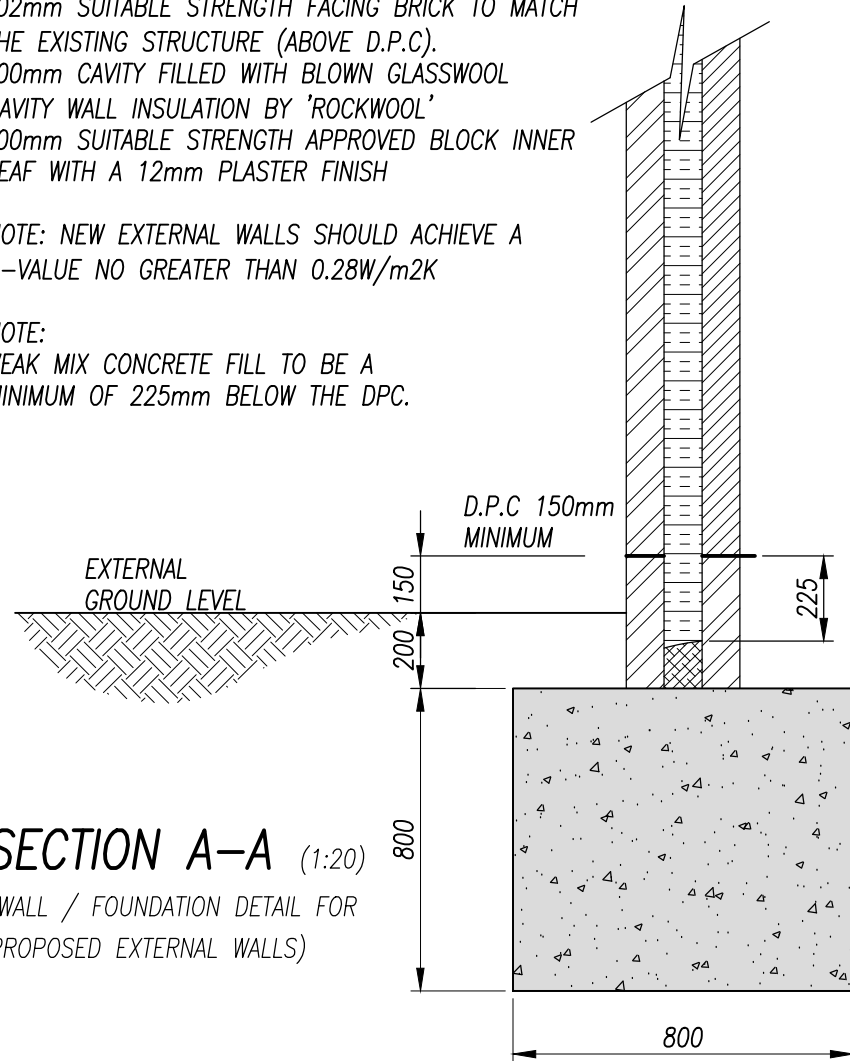 02mm SUITABLE STRENGTH FACING BRICK TO MATCH
HE EXISTING STRUCTURE (ABOVE D.P.C).
00mm CAVITY FILLED WITH BLOWN GLASSWOOL
AVITY WALL INSULATION BY 'ROCKWOOL'
00mm SUITABLE STRENGTH APPROVED BLOCK INNER
EAF WITH A 12mm PLASTER FINISH
OTE: NEW EXTERNAL WALLS SHOULD ACHIEVE A
-VALUE NO GREATER THAN 0.28W/m2K
OTE:
EAK MIX CONCRETE FILL TO BE A
INIMUM OF 225mm BELOW THE DPC.
D.P.C 150mm
MINIMUM
EXTERNAL
GROUND LEVEL
150
200
225
800
SECTION A-A (1:20)
WALL / FOUNDATION DETAIL FOR
PROPOSED EXTERNAL WALLS)
800